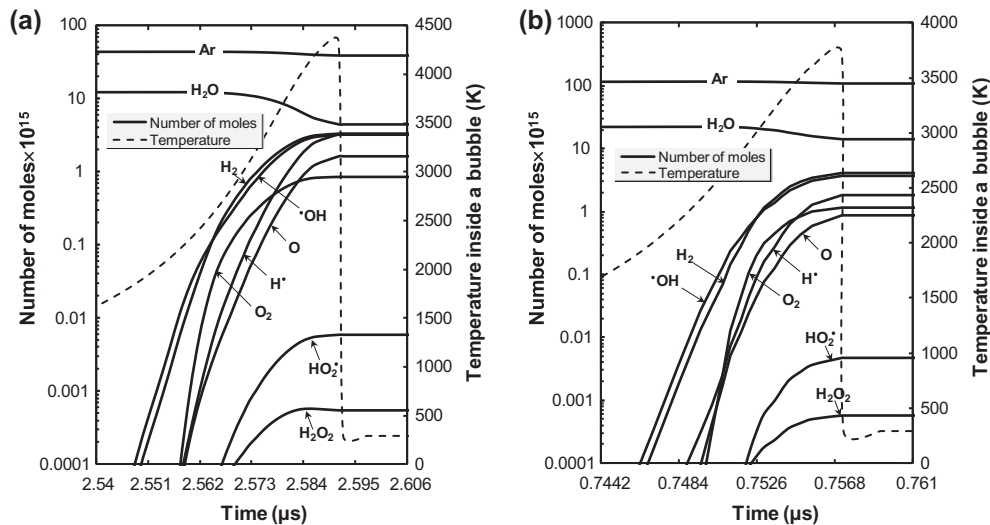 (a)
Number of moles×10¹⁵
1000
100
10
1
0.1
0.01
0.001
0.0001
4500
4000
3500
3000
2500
2000
1500
1000
500
0
Temperature inside a bubble (K)
Ar
H₂O
Number of moles
Temperature
H₂
•OH
O
H•
O₂
HO₂•
H₂O₂
2.54 2.551 2.562 2.573 2.584 2.595 2.606
Time (µs)
(b)
Number of moles×10¹⁵
1000
100
10
1
0.1
0.01
0.001
0.0001
4000
3500
3000
2500
2000
1500
1000
500
0
Temperature inside a bubble (K)
Ar
H₂O
Number of moles
Temperature
•OH
H₂
O
H•
O₂
HO₂•
H₂O₂
0.7442 0.7484 0.7526 0.7568 0.761
Time (µs)